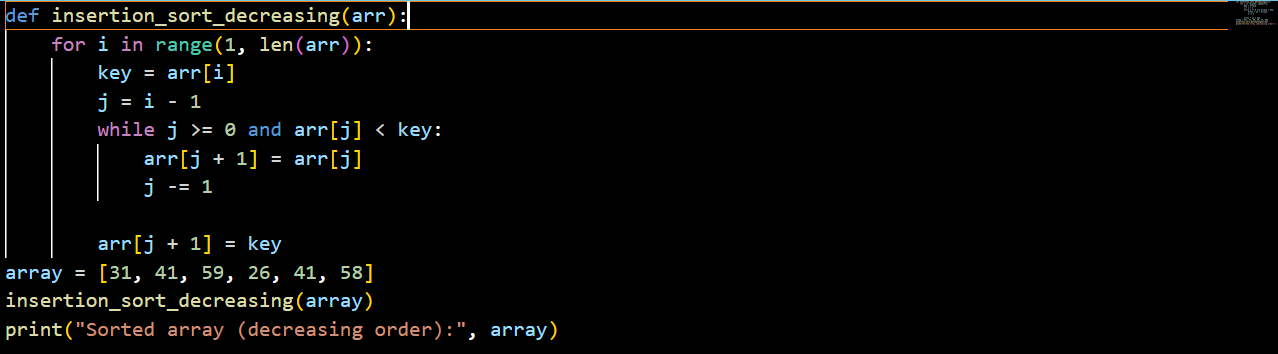 def insertion_sort_decreasing(arr):
    for i in range(1, len(arr)):
        key = arr[i]
        j = i - 1
        while j >= 0 and arr[j] < key:
            arr[j + 1] = arr[j]
            j -= 1
        arr[j + 1] = key
array = [31, 41, 59, 26, 41, 58]
insertion_sort_decreasing(array)
print("Sorted array (decreasing order):", array)